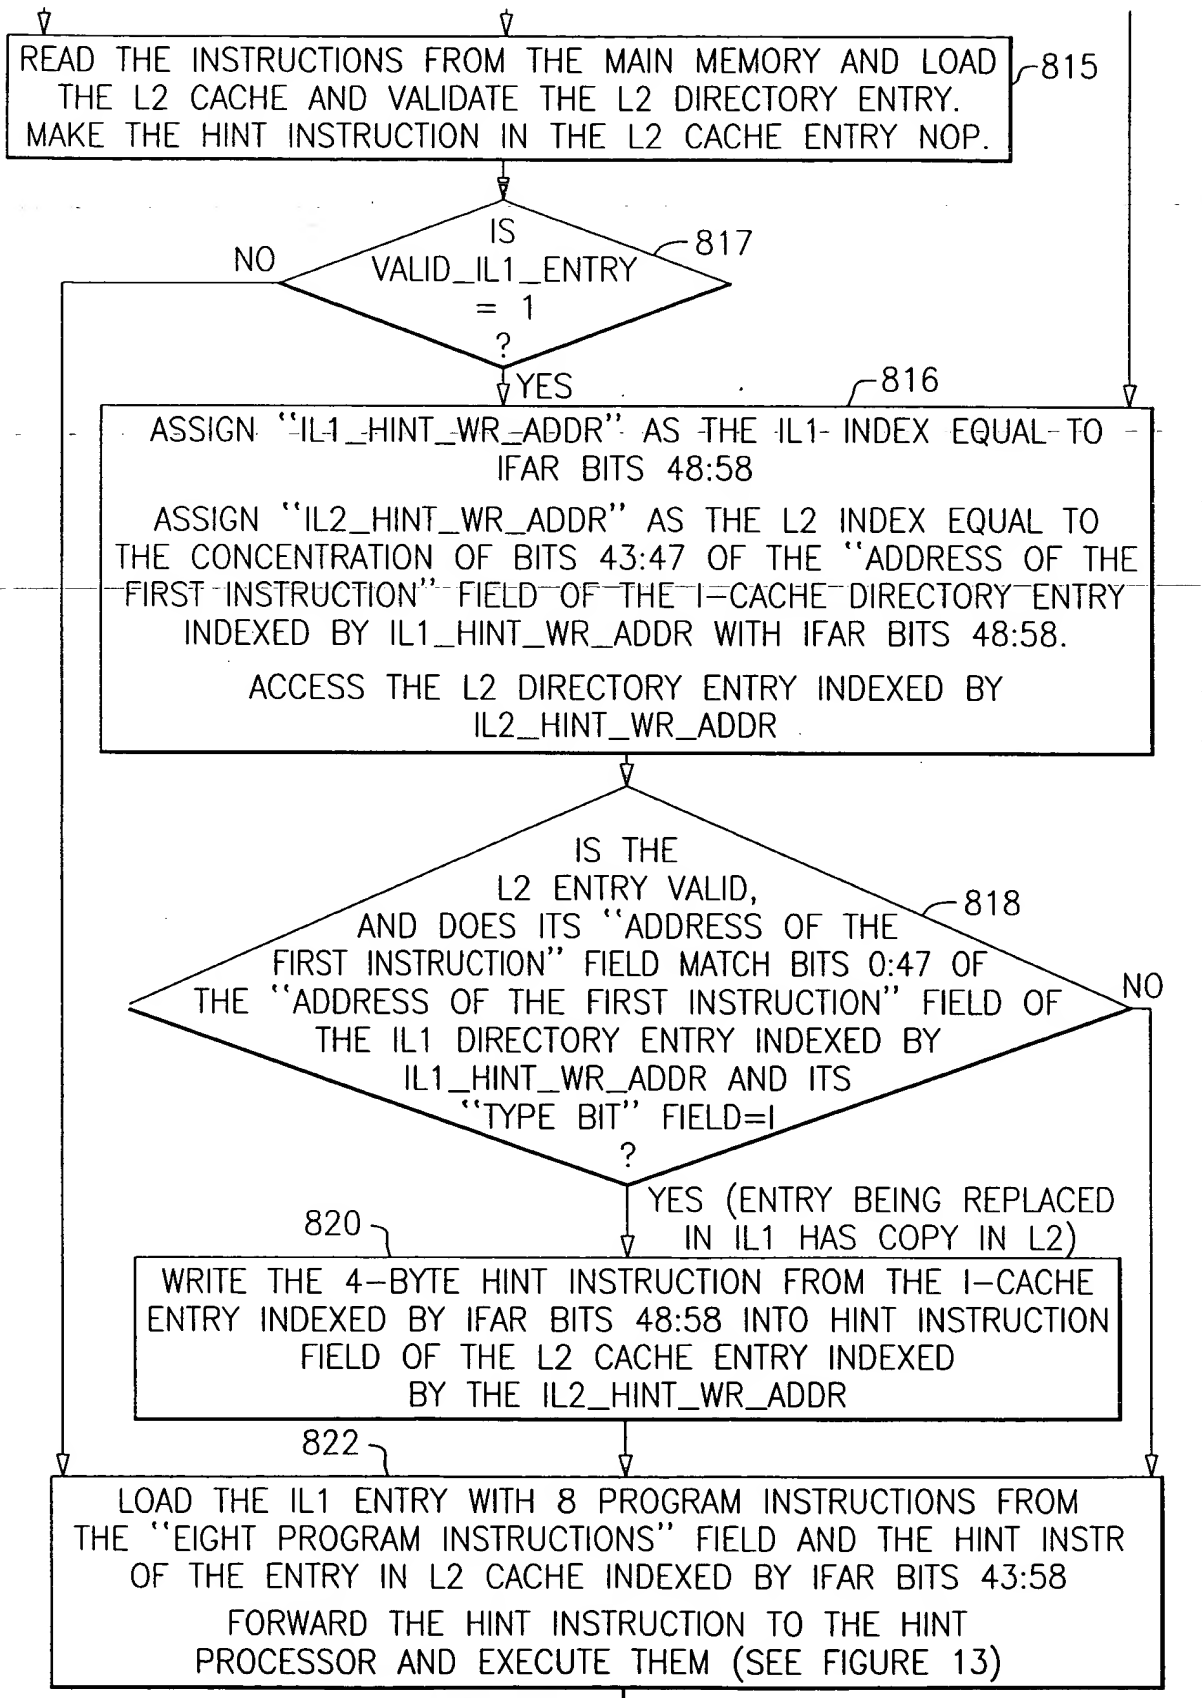 READ THE INSTRUCTIONS FROM THE MAIN MEMORY AND LOAD
THE L2 CACHE AND VALIDATE THE L2 DIRECTORY ENTRY.
MAKE THE HINT INSTRUCTION IN THE L2 CACHE ENTRY NOP.
815
IS
VALID_IL1_ENTRY
= 1
?
817
NO
YES
816
ASSIGN "IL1_HINT_WR_ADDR" AS THE IL1 INDEX EQUAL TO
IFAR BITS 48:58
ASSIGN "IL2_HINT_WR_ADDR" AS THE L2 INDEX EQUAL TO
THE CONCENTRATION OF BITS 43:47 OF THE "ADDRESS OF THE
FIRST INSTRUCTION" FIELD OF THE I-CACHE DIRECTORY ENTRY
INDEXED BY IL1_HINT_WR_ADDR WITH IFAR BITS 48:58.
ACCESS THE L2 DIRECTORY ENTRY INDEXED BY
IL2_HINT_WR_ADDR
IS THE
L2 ENTRY VALID,
AND DOES ITS "ADDRESS OF THE
FIRST INSTRUCTION" FIELD MATCH BITS 0:47 OF
THE "ADDRESS OF THE FIRST INSTRUCTION" FIELD OF
THE IL1 DIRECTORY ENTRY INDEXED BY
IL1_HINT_WR_ADDR AND ITS
"TYPE BIT" FIELD=I
?
818
NO
YES (ENTRY BEING REPLACED
IN IL1 HAS COPY IN L2)
820
WRITE THE 4-BYTE HINT INSTRUCTION FROM THE I-CACHE
ENTRY INDEXED BY IFAR BITS 48:58 INTO HINT INSTRUCTION
FIELD OF THE L2 CACHE ENTRY INDEXED
BY THE IL2_HINT_WR_ADDR
822
LOAD THE IL1 ENTRY WITH 8 PROGRAM INSTRUCTIONS FROM
THE "EIGHT PROGRAM INSTRUCTIONS" FIELD AND THE HINT INSTR
OF THE ENTRY IN L2 CACHE INDEXED BY IFAR BITS 43:58
FORWARD THE HINT INSTRUCTION TO THE HINT
PROCESSOR AND EXECUTE THEM (SEE FIGURE 13)